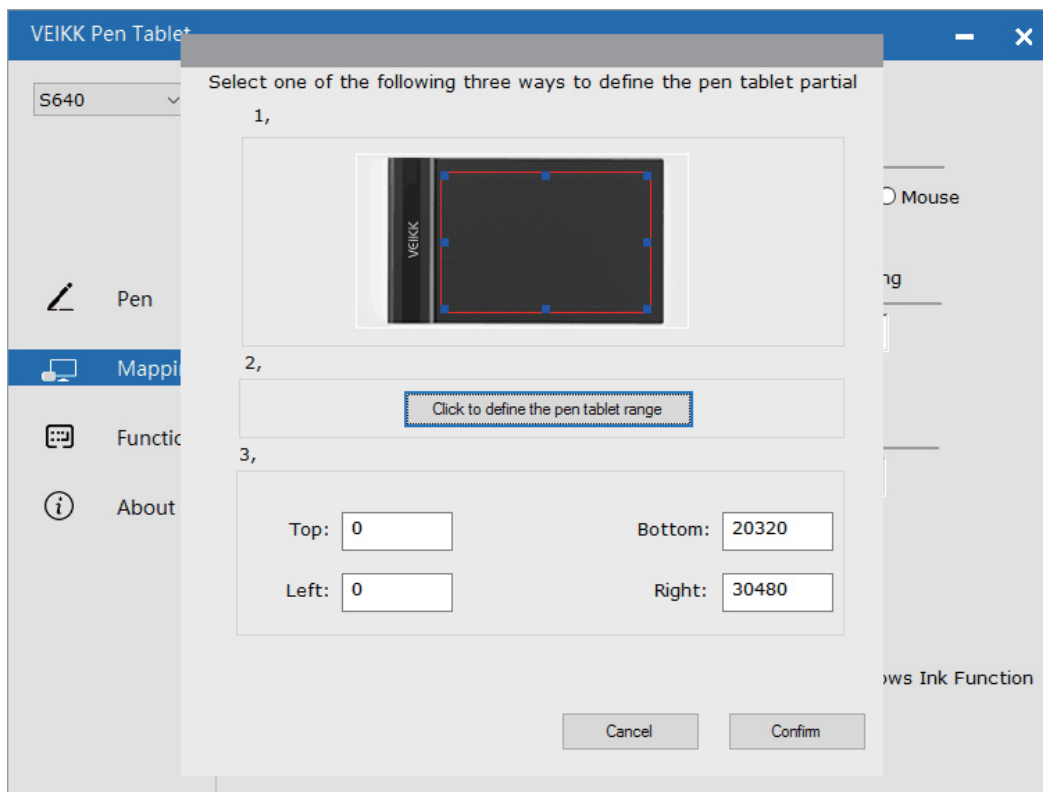 VEIKK Pen Tablet
Select one of the following three ways to define the pen tablet partial
S640
1,
VEIKK
Mouse
ng
Pen
2,
Mappi
Click to define the pen tablet range
Functio
3,
About
Top: 0
Bottom: 20320
Left: 0
Right: 30480
ows Ink Function
Cancel
Confirm